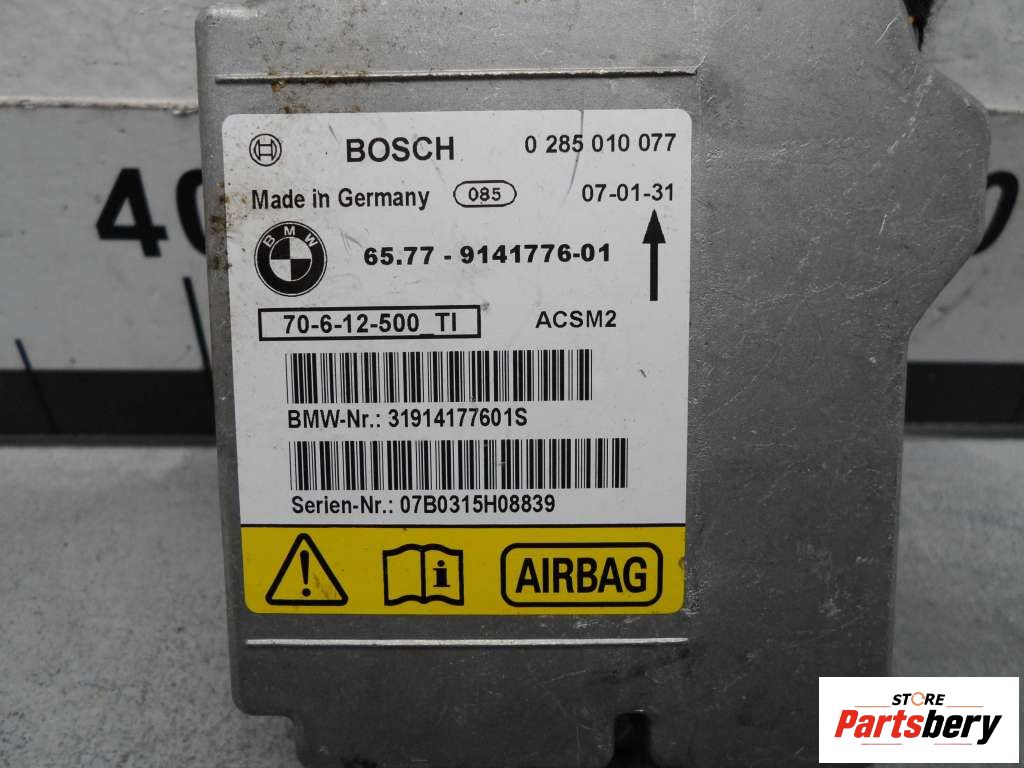 BOSCH 0 285 010 077
Made in Germany 085 07-01-31
BMW
65.77 - 9141776-01
70-6-12-500_TI ACSM2
BMW-Nr.: 31914177601S
Serien-Nr.: 07B0315H08839
AIRBAG
STORE
Partsbery